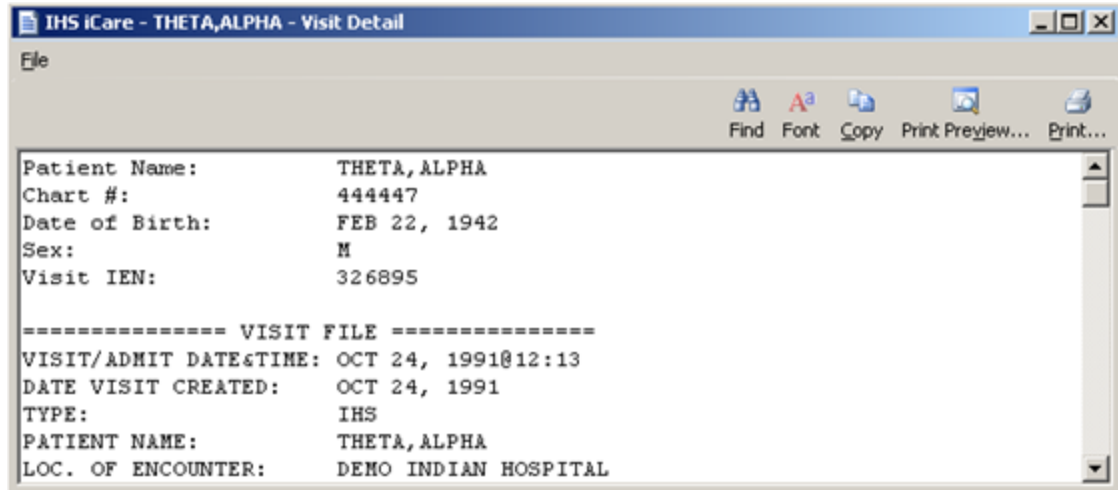 IHS iCare - THETA,ALPHA - Visit Detail
File
Find Font Copy Print Preview... Print...
Patient Name: THETA,ALPHA
Chart #: 444447
Date of Birth: FEB 22, 1942
Sex: M
Visit IEN: 326895
=============== VISIT FILE ===============
VISIT/ADMIT DATE&TIME: OCT 24, 1991@12:13
DATE VISIT CREATED: OCT 24, 1991
TYPE: IHS
PATIENT NAME: THETA,ALPHA
LOC. OF ENCOUNTER: DEMO INDIAN HOSPITAL